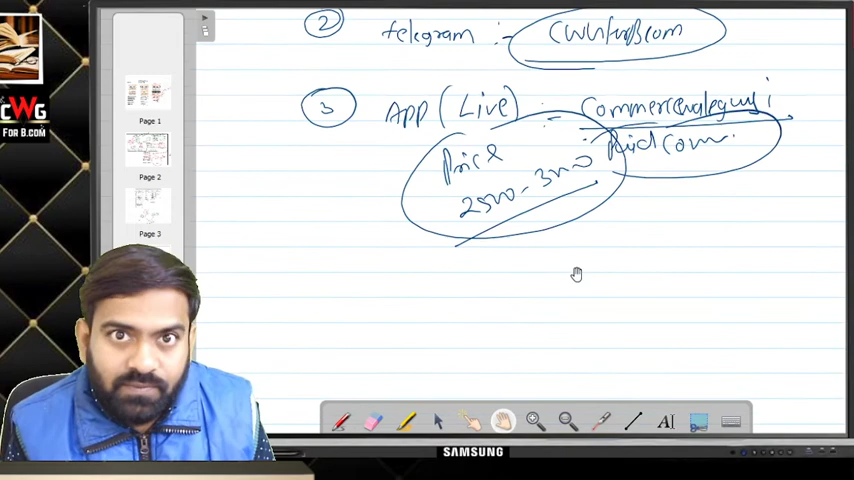 2 telegram :- cwgforBcom
3 APP (Live) :-
Price
2500 - 3000
CWG
FOR B.COM
Page 1
Page 2
Page 3
AI
SAMSUNG